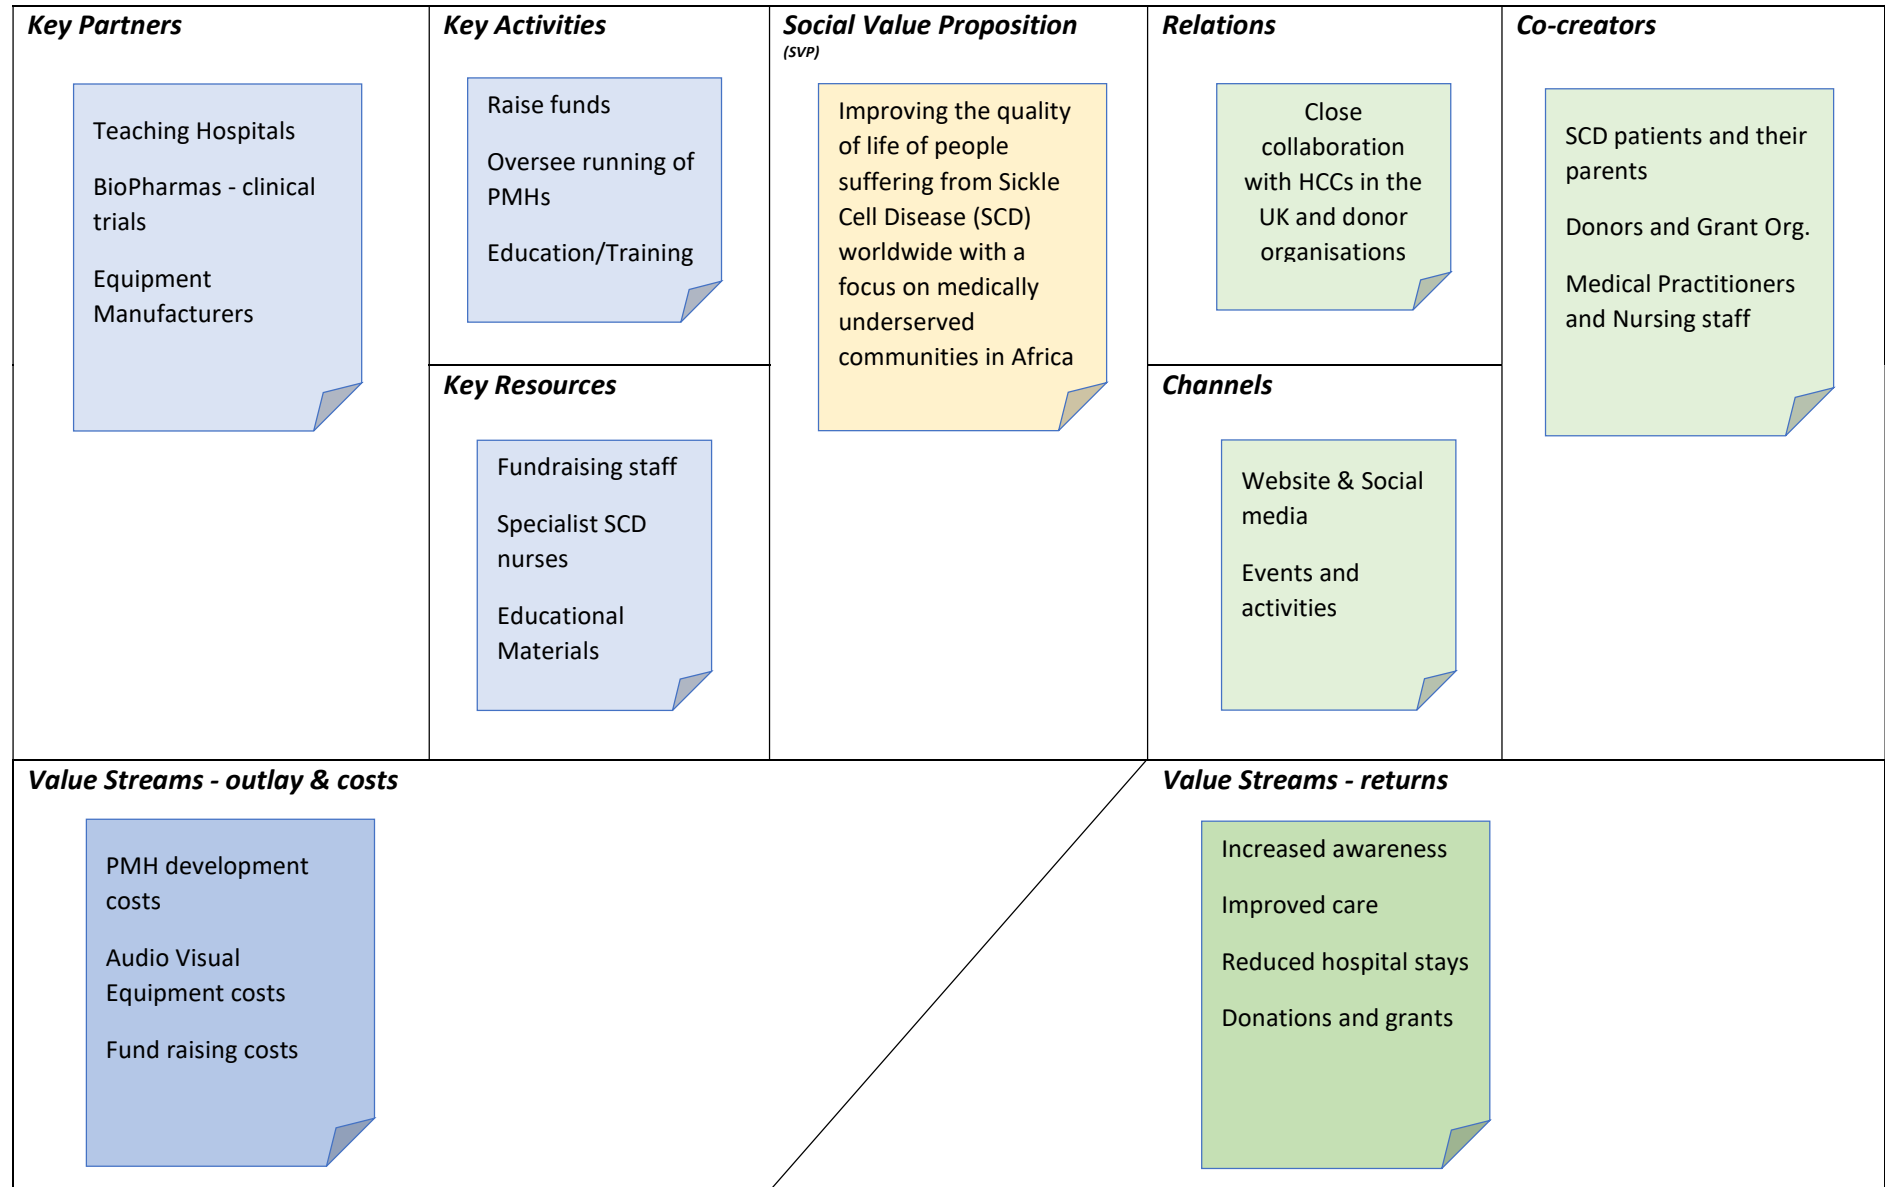 Key Partners
Teaching Hospitals
BioPharmas - clinical
trials
Equipment
Manufacturers
Key Activities
Raise funds
Oversee running of
PMHs
Education/Training
Key Resources
Fundraising staff
Specialist SCD
nurses
Educational
Materials
Social Value Proposition
(SVP)
Improving the quality
of life of people
suffering from Sickle
Cell Disease (SCD)
worldwide with a
focus on medically
underserved
communities in Africa
Relations
Close
collaboration
with HCCs in the
UK and donor
organisations
Channels
Website & Social
media
Events and
activities
Co-creators
SCD patients and their
parents
Donors and Grant Org.
Medical Practitioners
and Nursing staff
Value Streams - outlay & costs
PMH development
costs
Audio Visual
Equipment costs
Fund raising costs
Value Streams - returns
Increased awareness
Improved care
Reduced hospital stays
Donations and grants